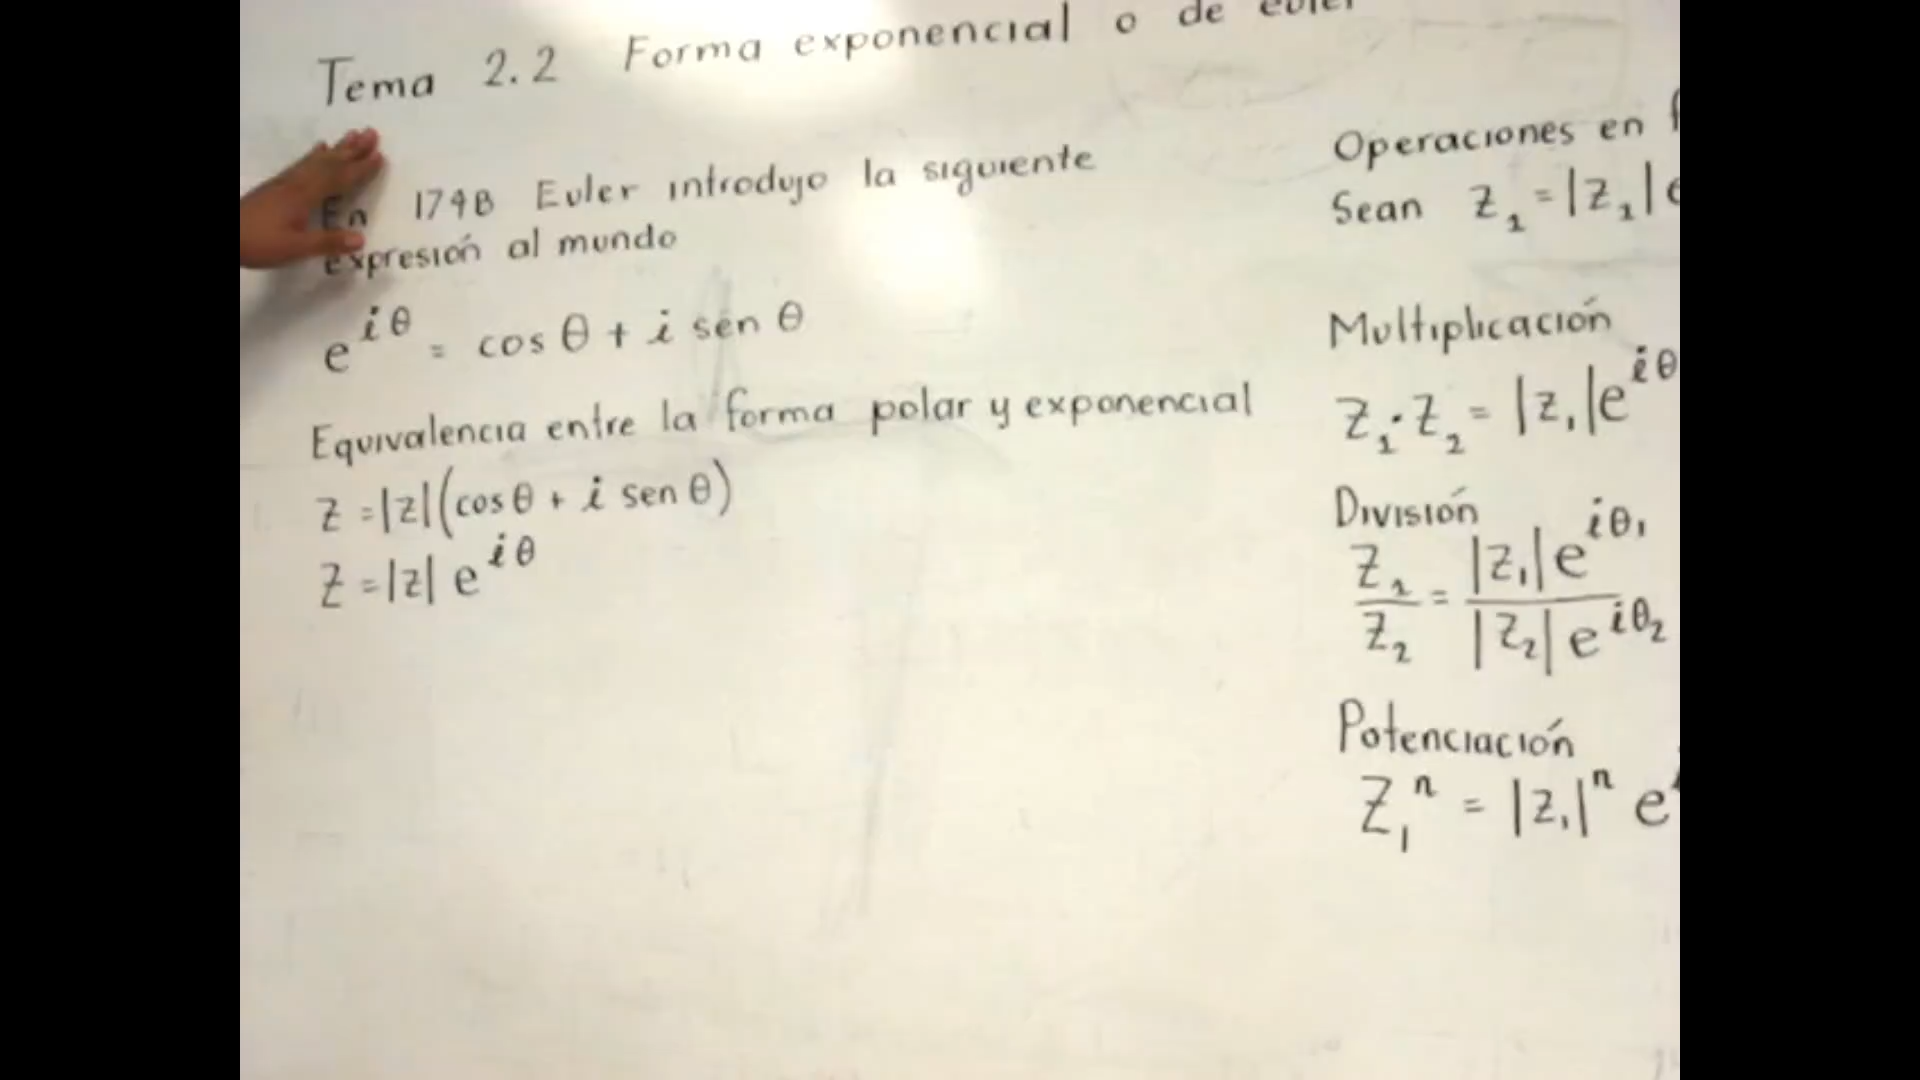 Tema 2.2 Forma exponencial o de euler
En 1748 Euler introdujo la siguiente
expresión al mundo
e^{iθ} = cos θ + i sen θ
Equivalencia entre la forma polar y exponencial
z = |z| (cos θ + i sen θ)
z = |z| e^{iθ}
Operaciones en
Sean z₁ = |z₁| e
Multiplicación
z₁ · z₂ = |z₁| e^{iθ
División
z₁ / z₂ = |z₁| e^{iθ₁} / |z₂| e^{iθ₂}
Potenciación
z₁ⁿ = |z₁|ⁿ e